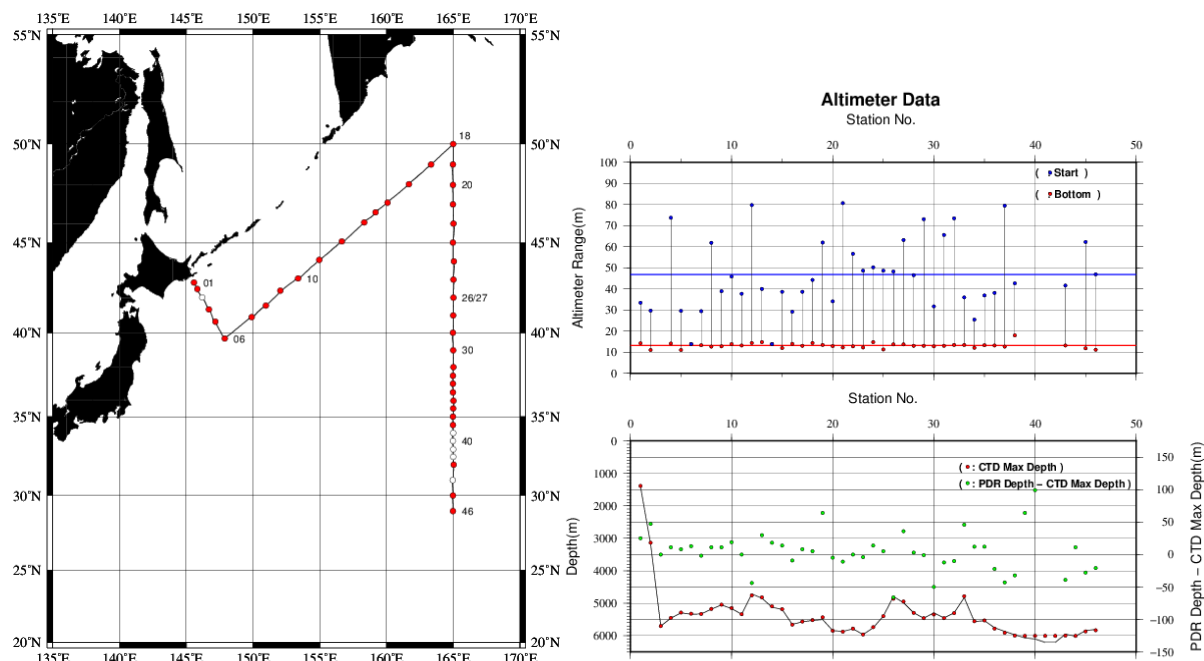 135°E 140°E 145°E 150°E 155°E 160°E 165°E 170°E
55°N 55°N
50°N 50°N
45°N 45°N
40°N 40°N
35°N 35°N
30°N 30°N
25°N 25°N
20°N 20°N
135°E 140°E 145°E 150°E 155°E 160°E 165°E 170°E
18
20
01
10
26/27
06
30
40
46
Altimeter Data
Station No.
0 10 20 30 40 50
100
90
80
70
60
50
40
30
20
10
0
Altimeter Range(m)
( : Start )
( : Bottom )
Station No.
0 10 20 30 40 50
0
1000
2000
3000
4000
5000
6000
Depth(m)
( : CTD Max Depth )
( : PDR Depth – CTD Max Depth )
150
100
50
0
−50
−100
−150
PDR Depth – CTD Max Depth(m)